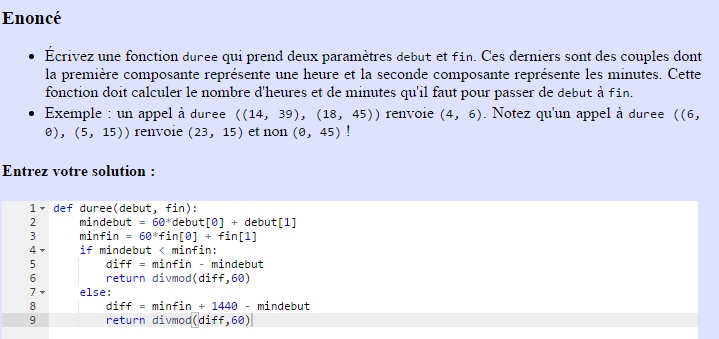 Enoncé
• Écrivez une fonction duree qui prend deux paramètres debut et fin. Ces derniers sont des couples dont
la première composante représente une heure et la seconde composante représente les minutes. Cette
fonction doit calculer le nombre d'heures et de minutes qu'il faut pour passer de debut à fin.
• Exemple : un appel à duree ((14, 39), (18, 45)) renvoie (4, 6). Notez qu'un appel à duree ((6,
0), (5, 15)) renvoie (23, 15) et non (0, 45) !
Entrez votre solution :
1 def duree(debut, fin):
2     mindebut = 60*debut[0] + debut[1]
3     minfin = 60*fin[0] + fin[1]
4     if mindebut < minfin:
5         diff = minfin - mindebut
6         return divmod(diff,60)
7     else:
8         diff = minfin + 1440 - mindebut
9         return divmod(diff,60)